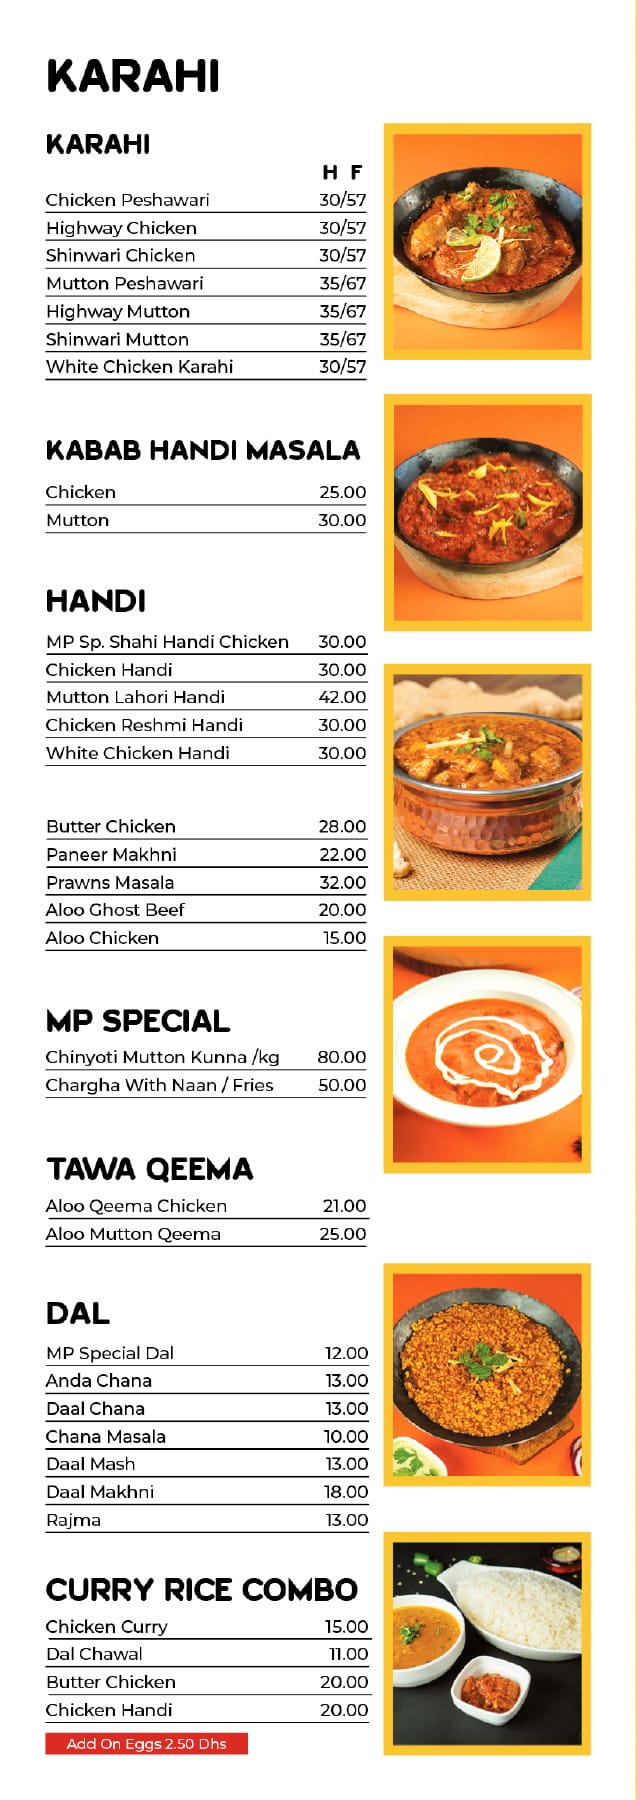 KARAHI
KARAHI
H F
Chicken Peshawari 30/57
Highway Chicken 30/57
Shinwari Chicken 30/57
Mutton Peshawari 35/67
Highway Mutton 35/67
Shinwari Mutton 35/67
White Chicken Karahi 30/57
KABAB HANDI MASALA
Chicken 25.00
Mutton 30.00
HANDI
MP Sp. Shahi Handi Chicken 30.00
Chicken Handi 30.00
Mutton Lahori Handi 42.00
Chicken Reshmi Handi 30.00
White Chicken Handi 30.00
Butter Chicken 28.00
Paneer Makhni 22.00
Prawns Masala 32.00
Aloo Ghost Beef 20.00
Aloo Chicken 15.00
MP SPECIAL
Chinyoti Mutton Kunna /kg 80.00
Chargha With Naan / Fries 50.00
TAWA QEEMA
Aloo Qeema Chicken 21.00
Aloo Mutton Qeema 25.00
DAL
MP Special Dal 12.00
Anda Chana 13.00
Daal Chana 13.00
Chana Masala 10.00
Daal Mash 13.00
Daal Makhni 18.00
Rajma 13.00
CURRY RICE COMBO
Chicken Curry 15.00
Dal Chawal 11.00
Butter Chicken 20.00
Chicken Handi 20.00
Add On Eggs 2.50 Dhs